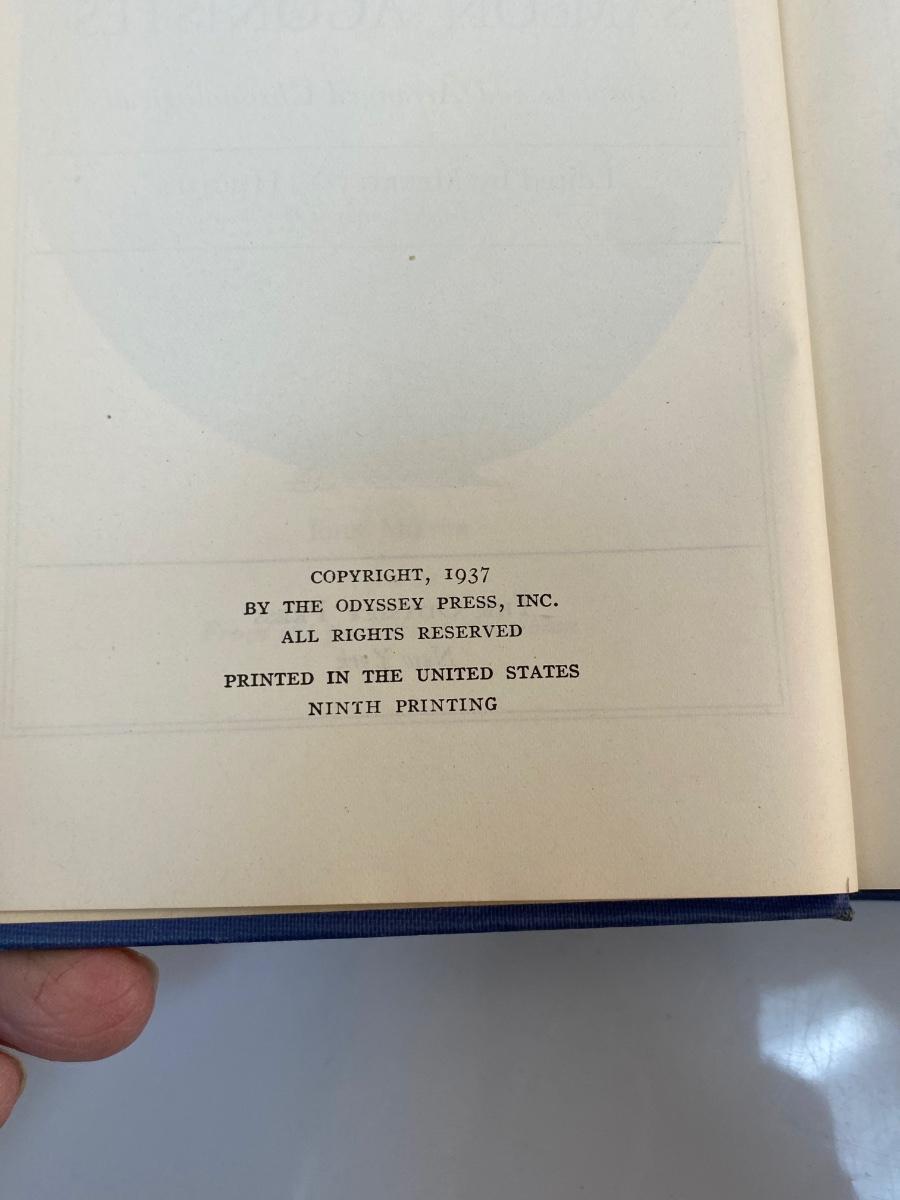 COPYRIGHT, 1937
BY THE ODYSSEY PRESS, INC.
ALL RIGHTS RESERVED
PRINTED IN THE UNITED STATES
NINTH PRINTING